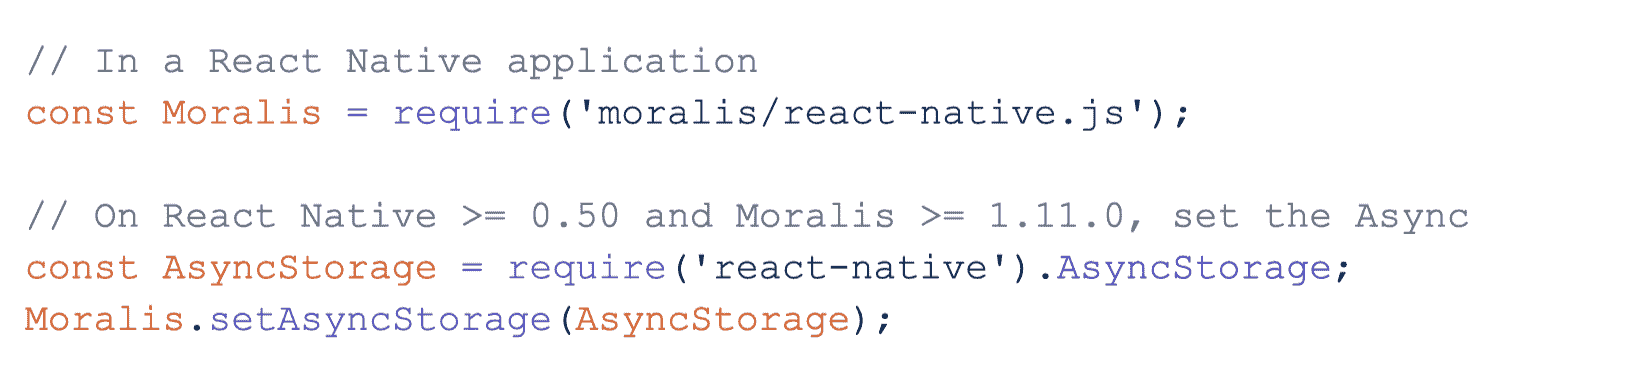 // In a React Native application
const Moralis = require('moralis/react-native.js');
// On React Native >= 0.50 and Moralis >= 1.11.0, set the Async
const AsyncStorage = require('react-native').AsyncStorage;
Moralis.setAsyncStorage(AsyncStorage);